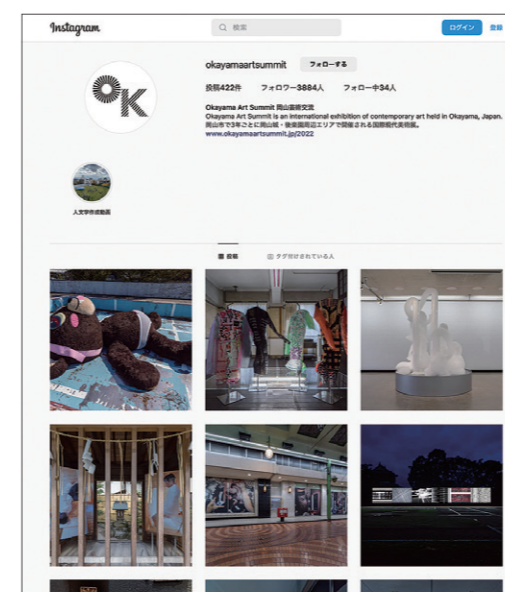 Instagram
検索
ログイン 登録
okayamaartsummit フォローする
投稿422件 フォロワー3884人 フォロー中34人
Okayama Art Summit 岡山芸術交流
Okayama Art Summit is an international exhibition of contemporary art held in Okayama, Japan.
岡山市で3年ごとに岡山城・後楽園周辺エリアで開催される国際現代美術展。
www.okayamaartsummit.jp/2022
OK
人文学作成動画
投稿 タグ付けされている人